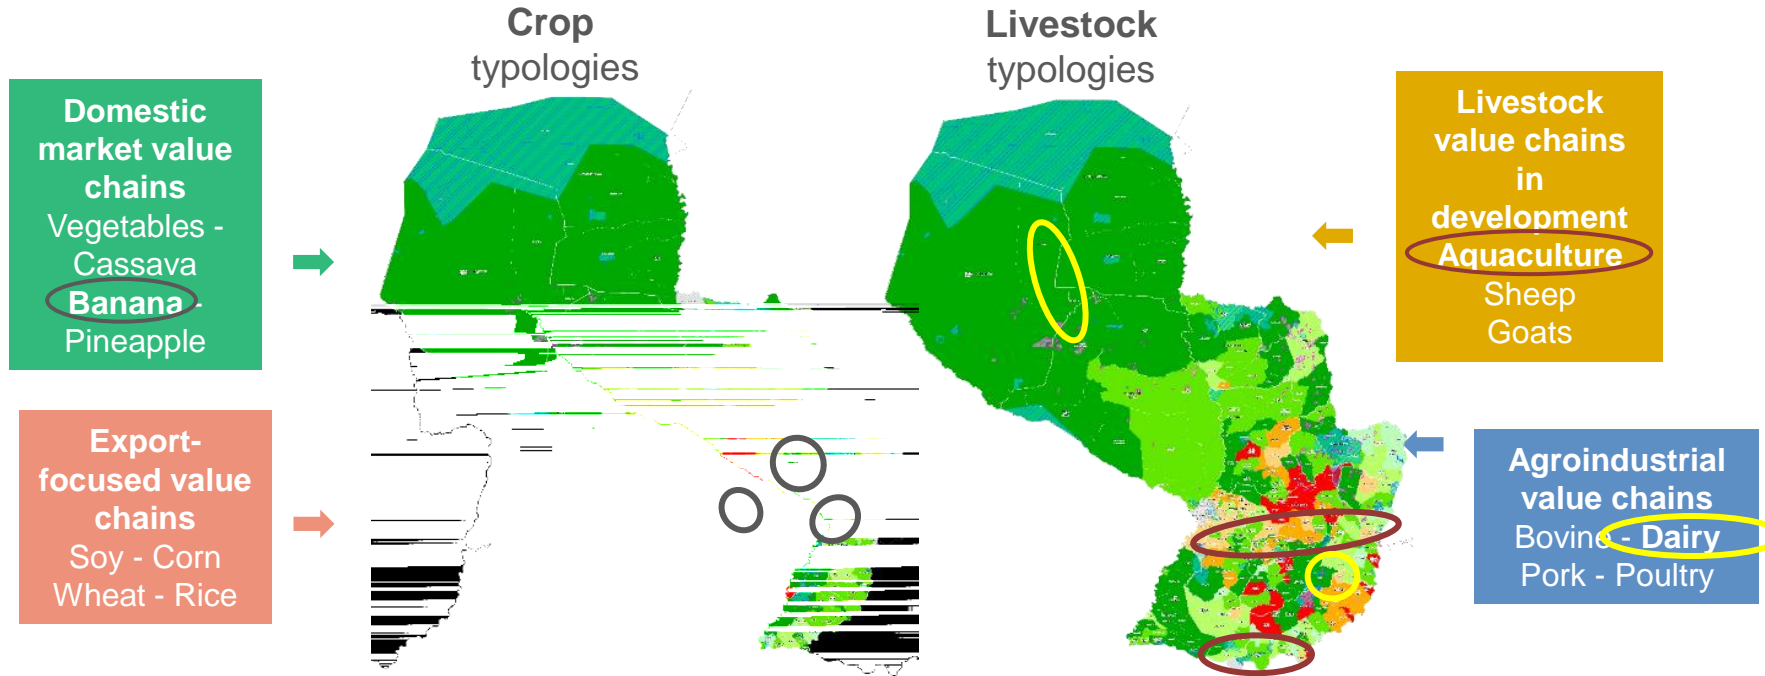 Crop
typologies
Livestock
typologies
Domestic
market value
chains
Vegetables -
Cassava
Banana -
Pineapple
Export-
focused value
chains
Soy - Corn
Wheat - Rice
Livestock
value chains
in
development
Aquaculture
Sheep
Goats
Agroindustrial
value chains
Bovine - Dairy
Pork - Poultry